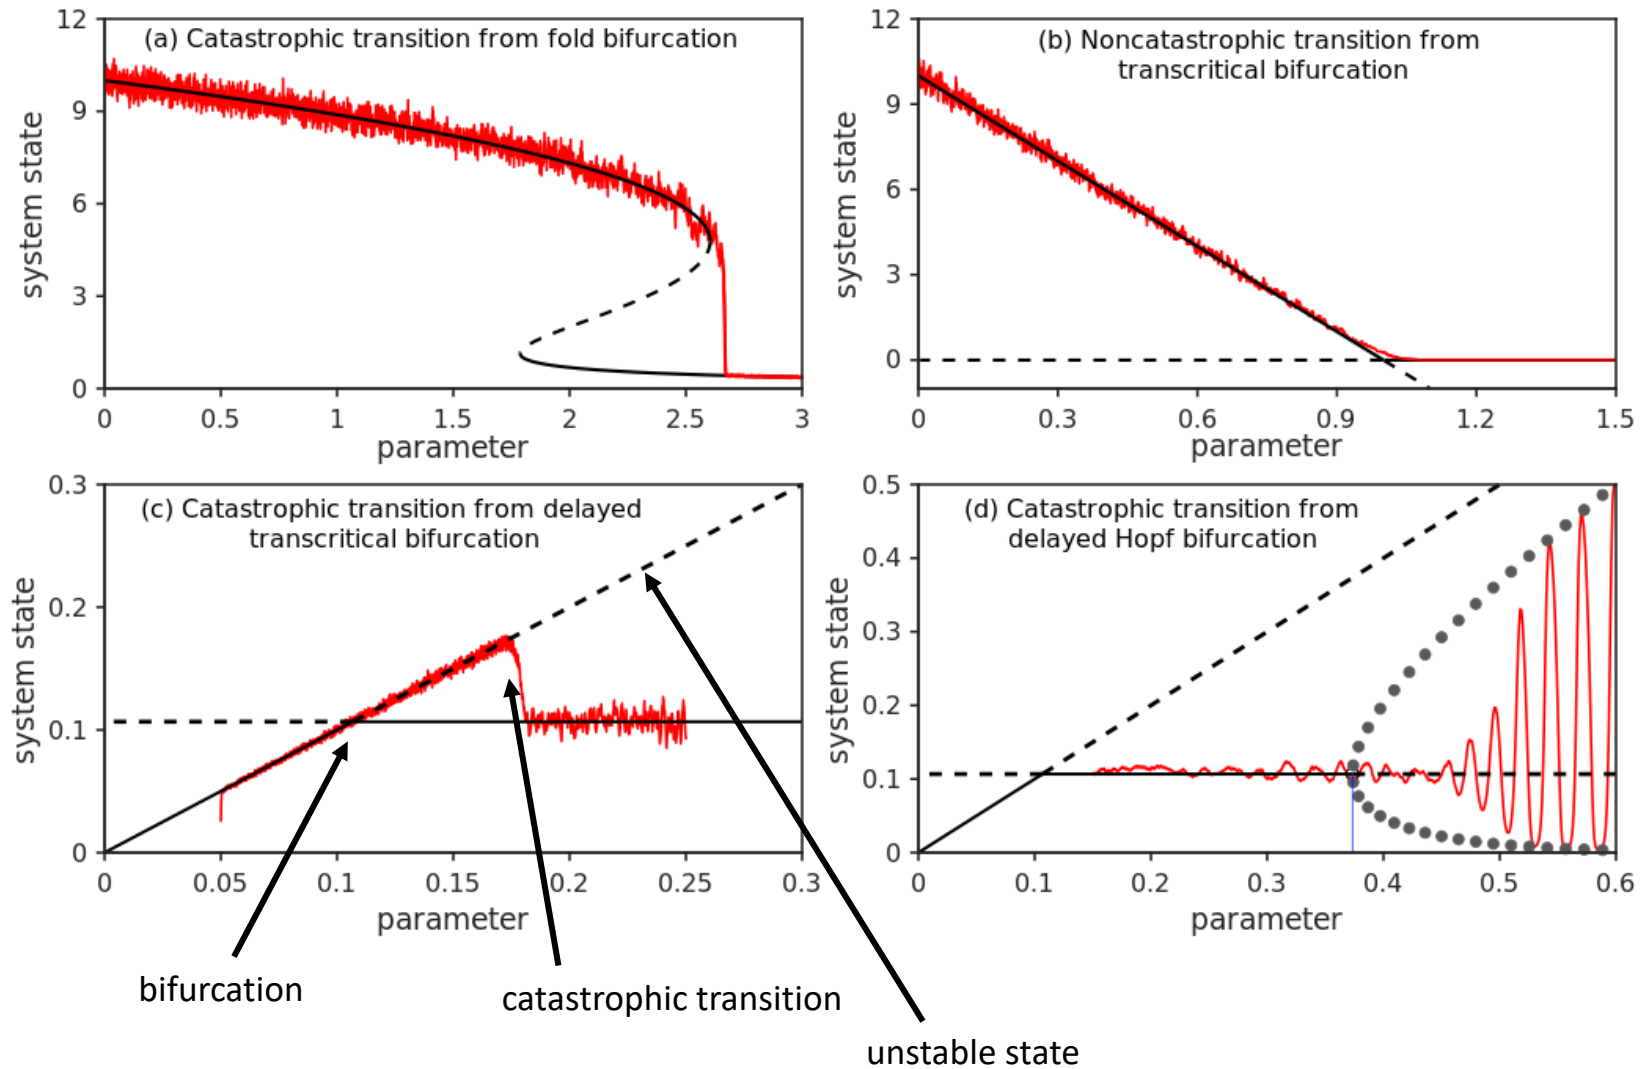 (a) Catastrophic transition from fold bifurcation
12
9
6
3
0
system state
0 0.5 1 1.5 2 2.5 3
parameter
(b) Noncatastrophic transition from
transcritical bifurcation
12
9
6
3
0
system state
0 0.3 0.6 0.9 1.2 1.5
parameter
(c) Catastrophic transition from delayed
transcritical bifurcation
0.3
0.2
0.1
0
system state
0 0.05 0.1 0.15 0.2 0.25 0.3
parameter
(d) Catastrophic transition from
delayed Hopf bifurcation
0.5
0.4
0.3
0.2
0.1
0
system state
0 0.1 0.2 0.3 0.4 0.5 0.6
parameter
bifurcation
catastrophic transition
unstable state